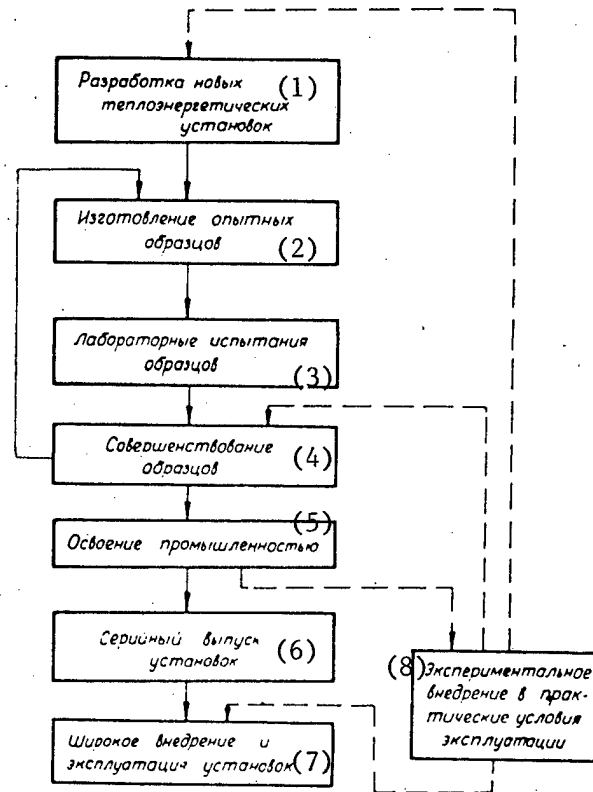 Разработка новых (1)
теплоэнергетических
установок
Изготовление опытных
образцов (2)
Лабораторные испытания
образцов (3)
Совершенствование (4)
образцов
(5)
Освоение промышленностью
Серийный выпуск (6)
установок
Широкое внедрение и
эксплуатация установок (7)
(8) Экспериментальное
внедрение в прак-
тические условия
эксплуатации